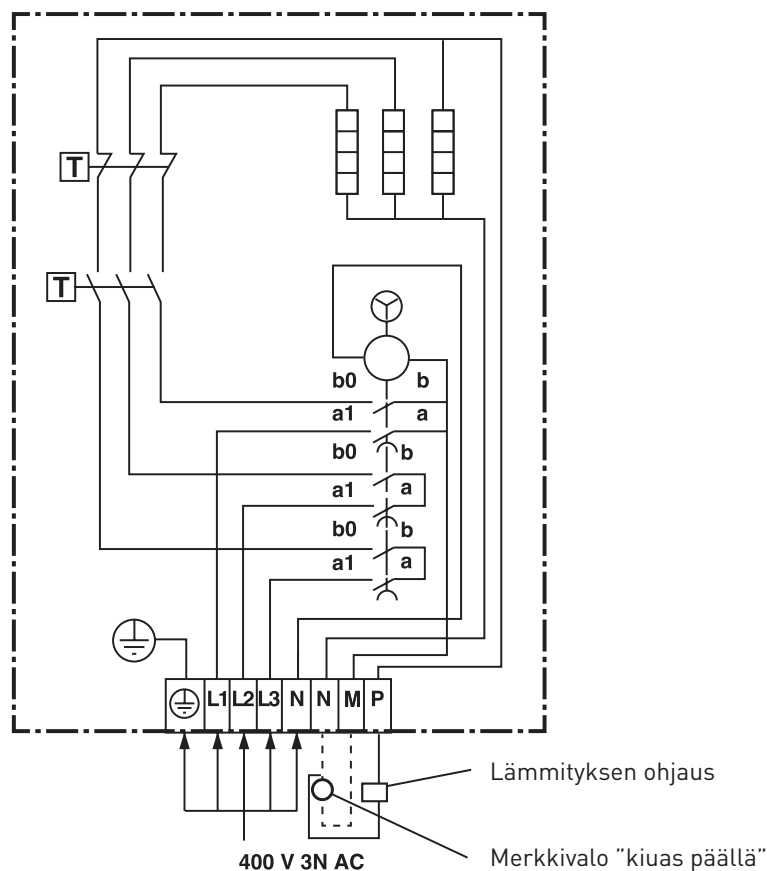 T
T
b0 b
a1 a
b0 b
a1 a
b0 b
a1 a
L1 L2 L3 N N M P
Lämmityksen ohjaus
Merkkivalo ”kiuas päällä”
400 V 3N AC